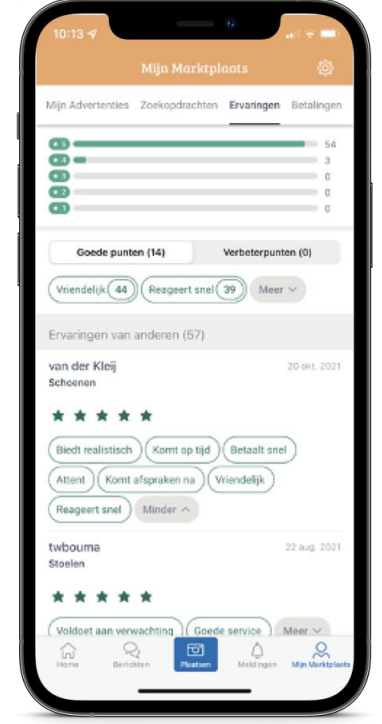 10:13
Mijn Marktplaats
Mijn Advertenties Zoekopdrachten Ervaringen Betalingen
★ 5 54
★ 4 3
★ 3 0
★ 2 0
★ 1 0
Goede punten (14) Verbeterpunten (0)
Vriendelijk 44 Reageert snel 39 Meer
Ervaringen van anderen (57)
van der Kleij 20 okt. 2021
Schoenen
★ ★ ★ ★ ★
Biedt realistisch Komt op tijd Betaalt snel
Attent Komt afspraken na Vriendelijk
Reageert snel Minder
twbouma 22 aug. 2021
Stoelen
★ ★ ★ ★ ★
Voldoet aan verwachting Goede service Meer
Home Berichten Plaatsen Meldingen Mijn Marktplaats